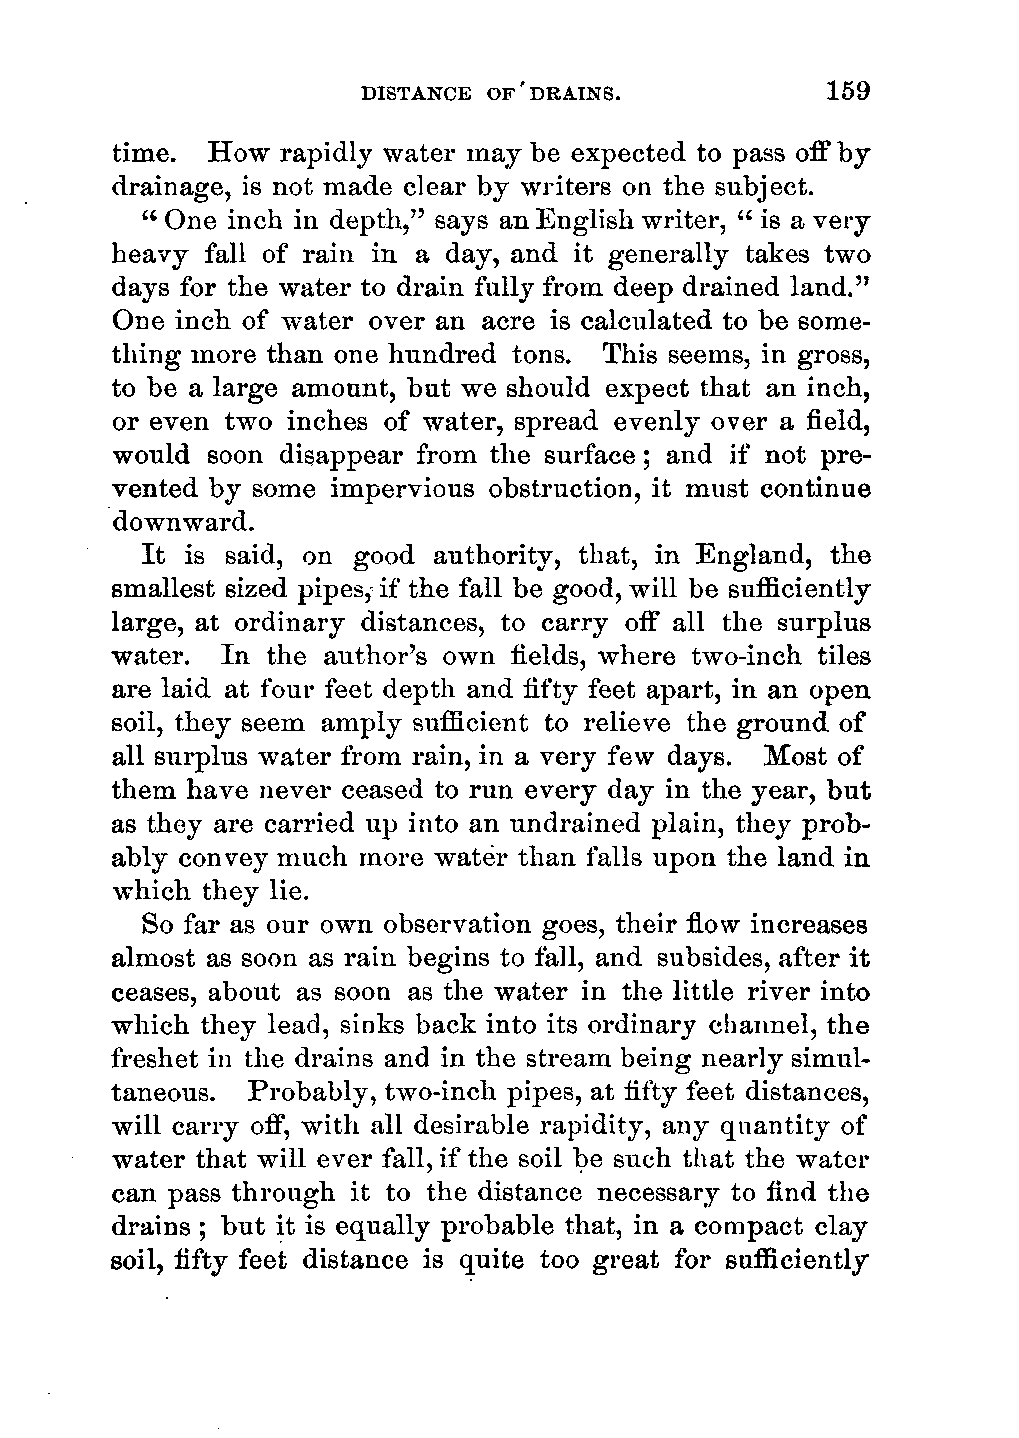 DISTANCE OF DRAINS. 159
time. How rapidly water may be expected to pass off by
drainage, is not made clear by writers on the subject.
“ One inch in depth,” says an English writer, “ is a very
heavy fall of rain in a day, and it generally takes two
days for the water to drain fully from deep drained land.”
One inch of water over an acre is calculated to be some-
thing more than one hundred tons. This seems, in gross,
to be a large amount, but we should expect that an inch,
or even two inches of water, spread evenly over a field,
would soon disappear from the surface ; and if not pre-
vented by some impervious obstruction, it must continue
downward.
It is said, on good authority, that, in England, the
smallest sized pipes, if the fall be good, will be sufficiently
large, at ordinary distances, to carry off all the surplus
water. In the author’s own fields, where two-inch tiles
are laid at four feet depth and fifty feet apart, in an open
soil, they seem amply sufficient to relieve the ground of
all surplus water from rain, in a very few days. Most of
them have never ceased to run every day in the year, but
as they are carried up into an undrained plain, they prob-
ably convey much more water than falls upon the land in
which they lie.
So far as our own observation goes, their flow increases
almost as soon as rain begins to fall, and subsides, after it
ceases, about as soon as the water in the little river into
which they lead, sinks back into its ordinary channel, the
freshet in the drains and in the stream being nearly simul-
taneous. Probably, two-inch pipes, at fifty feet distances,
will carry off, with all desirable rapidity, any quantity of
water that will ever fall, if the soil be such that the water
can pass through it to the distance necessary to find the
drains ; but it is equally probable that, in a compact clay
soil, fifty feet distance is quite too great for sufficiently